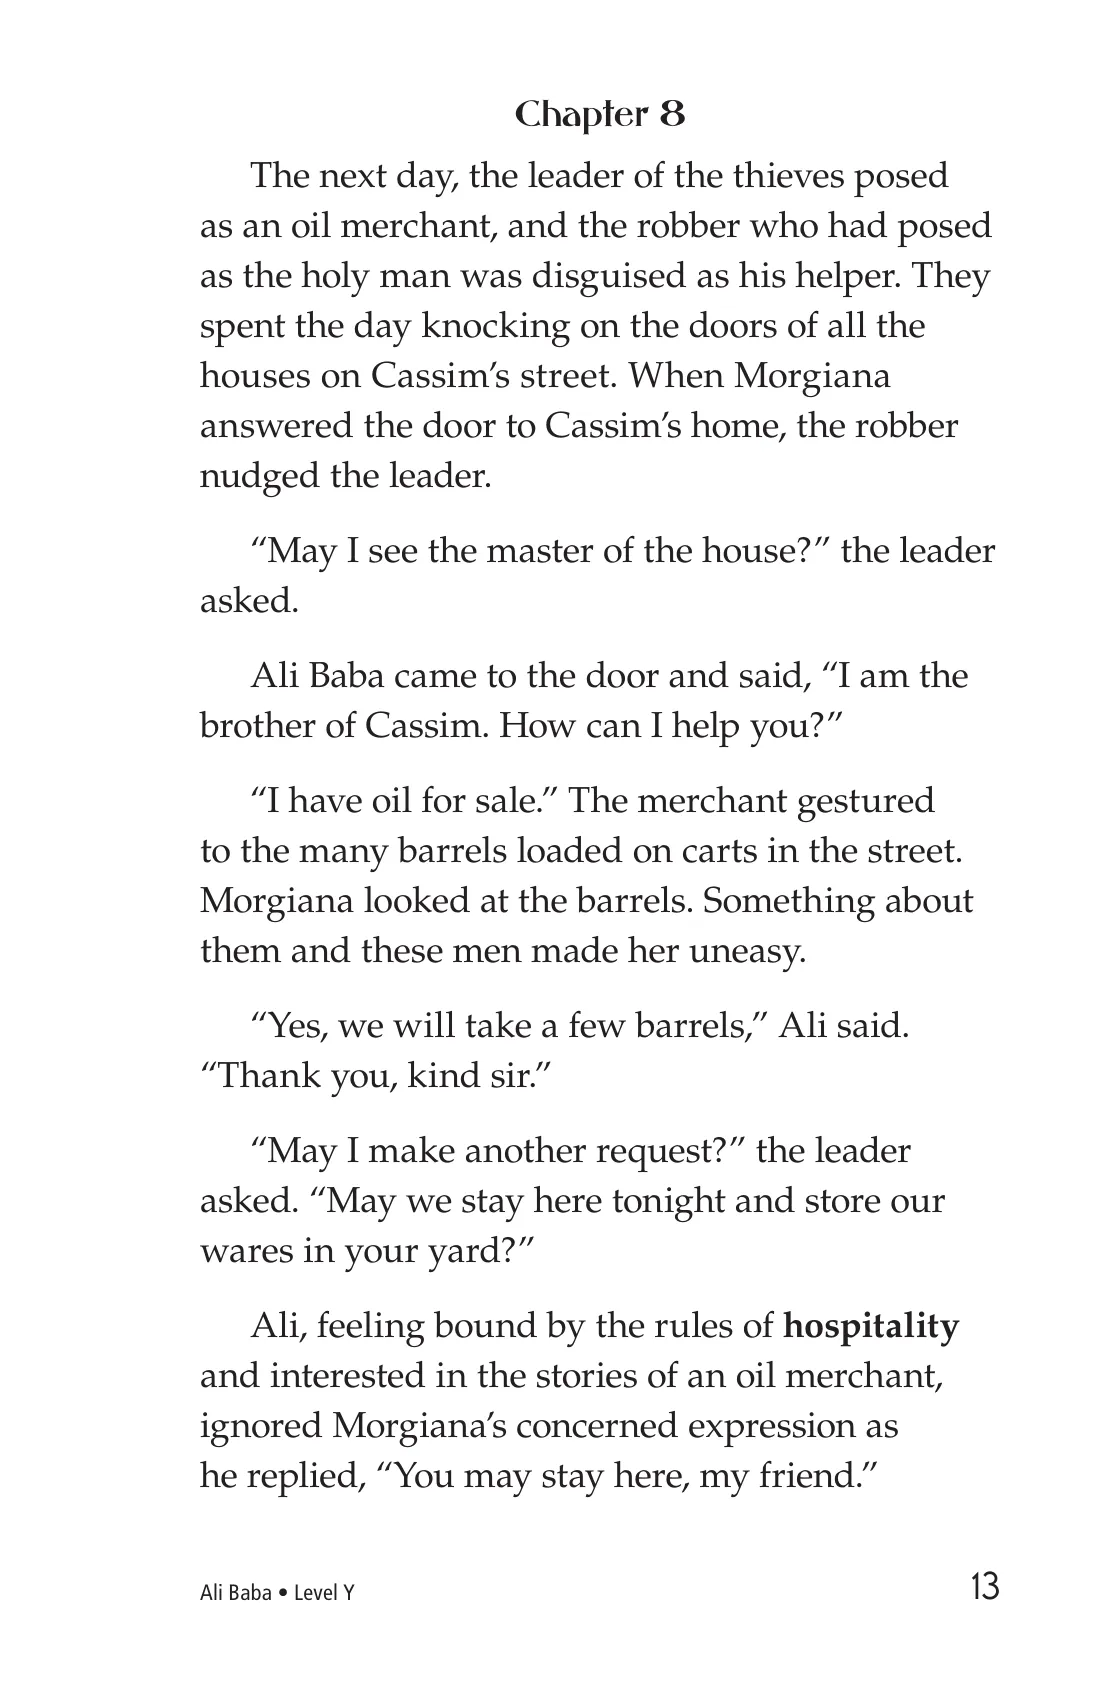 Chapter 8
The next day, the leader of the thieves posed
as an oil merchant, and the robber who had posed
as the holy man was disguised as his helper. They
spent the day knocking on the doors of all the
houses on Cassim’s street. When Morgiana
answered the door to Cassim’s home, the robber
nudged the leader.
“May I see the master of the house?” the leader
asked.
Ali Baba came to the door and said, “I am the
brother of Cassim. How can I help you?”
“I have oil for sale.” The merchant gestured
to the many barrels loaded on carts in the street.
Morgiana looked at the barrels. Something about
them and these men made her uneasy.
“Yes, we will take a few barrels,” Ali said.
“Thank you, kind sir.”
“May I make another request?” the leader
asked. “May we stay here tonight and store our
wares in your yard?”
Ali, feeling bound by the rules of hospitality
and interested in the stories of an oil merchant,
ignored Morgiana’s concerned expression as
he replied, “You may stay here, my friend.”
Ali Baba • Level Y
13